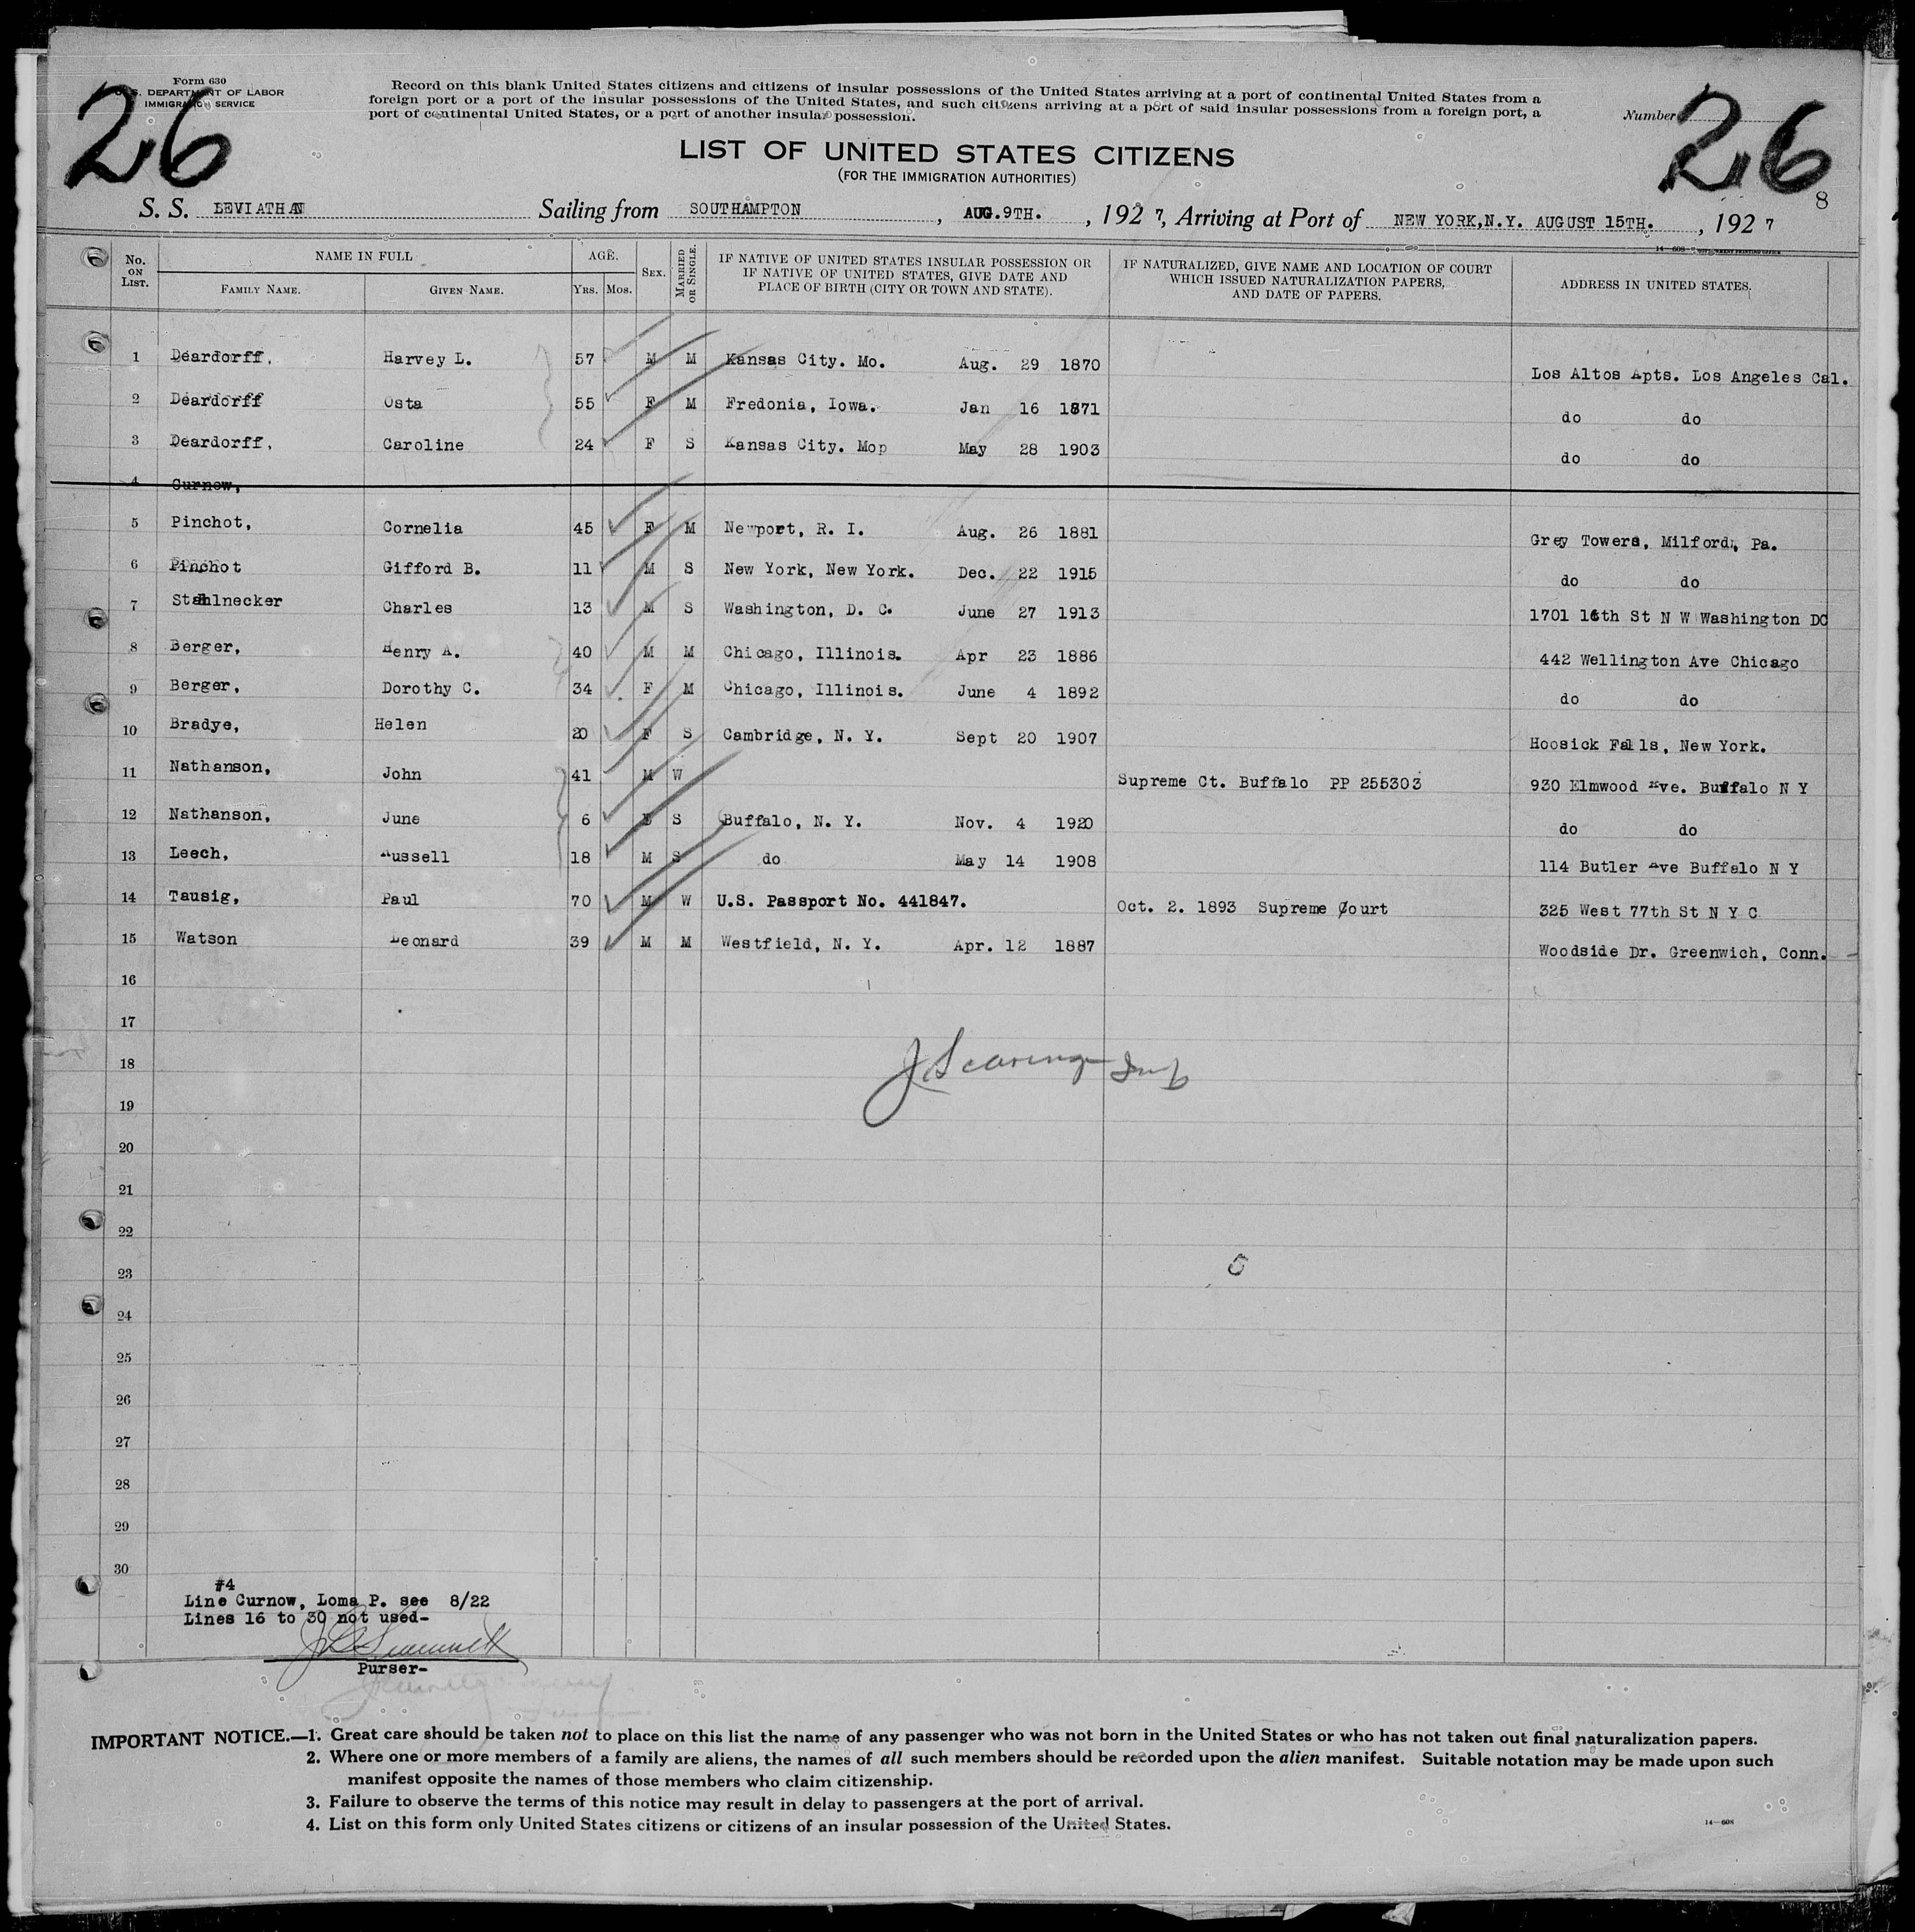 26
Form 630
U. S. DEPARTMENT OF LABOR
IMMIGRATION SERVICE
Record on this blank United States citizens and citizens of insular possessions of the United States arriving at a port of continental United States from a
foreign port or a port of the insular possessions of the United States, and such citizens arriving at a port of said insular possessions from a foreign port, a
port of continental United States, or a port of another insular possession.
Number
26
8
LIST OF UNITED STATES CITIZENS
(FOR THE IMMIGRATION AUTHORITIES)
S. S. LEVIATHAN Sailing from SOUTHAMPTON , AUG.9TH. , 192 7, Arriving at Port of NEW YORK,N.Y. AUGUST 15TH. , 192 7
No. ON LIST. NAME IN FULL FAMILY NAME. GIVEN NAME. AGE. YRS. MOS. SEX. MARRIED OR SINGLE. IF NATIVE OF UNITED STATES INSULAR POSSESSION OR IF NATIVE OF UNITED STATES, GIVE DATE AND PLACE OF BIRTH (CITY OR TOWN AND STATE). IF NATURALIZED, GIVE NAME AND LOCATION OF COURT WHICH ISSUED NATURALIZATION PAPERS, AND DATE OF PAPERS. ADDRESS IN UNITED STATES.
1 Deardorff, Harvey L. 57 M M Kansas City. Mo. Aug. 29 1870 Los Altos Apts. Los Angeles Cal.
2 Deardorff Osta 55 F M Fredonia, Iowa. Jan 16 1871 do do
3 Deardorff, Caroline 24 F S Kansas City. Mop May 28 1903 do do
4 Curnow,
5 Pinchot, Cornelia 45 F M Newport, R. I. Aug. 26 1881 Grey Towers, Milford, Pa.
6 Pinchot Gifford B. 11 M S New York, New York. Dec. 22 1915 do do
7 Stahlnecker Charles 13 M S Washington, D. C. June 27 1913 1701 16th St N W Washington DC
8 Berger, Henry A. 40 M M Chicago, Illinois. Apr 23 1886 442 Wellington Ave Chicago
9 Berger, Dorothy C. 34 F M Chicago, Illinois. June 4 1892 do do
10 Bradye, Helen 20 F S Cambridge, N. Y. Sept 20 1907 Hoosick Falls, New York.
11 Nathanson, John 41 M W Supreme Ct. Buffalo PP 255303 930 Elmwood Ave. Buffalo N Y
12 Nathanson, June 6 F S Buffalo, N. Y. Nov. 4 1920 do do
13 Leech, Russell 18 M S do May 14 1908 114 Butler Ave Buffalo N Y
14 Tausig, Paul 70 M W U.S. Passport No. 441847. Oct. 2. 1893 Supreme Court 325 West 77th St N Y C
15 Watson Leonard 39 M M Westfield, N. Y. Apr. 12 1887 Woodside Dr. Greenwich, Conn.
16
17
18
19
20
21
22
23
24
25
26
27
28
29
30
#4
Line Curnow, Loma P. see 8/22
Lines 16 to 30 not used-
Purser-
IMPORTANT NOTICE.—1. Great care should be taken not to place on this list the name of any passenger who was not born in the United States or who has not taken out final naturalization papers.
2. Where one or more members of a family are aliens, the names of all such members should be recorded upon the alien manifest. Suitable notation may be made upon such
manifest opposite the names of those members who claim citizenship.
3. Failure to observe the terms of this notice may result in delay to passengers at the port of arrival.
4. List on this form only United States citizens or citizens of an insular possession of the United States.
14—608